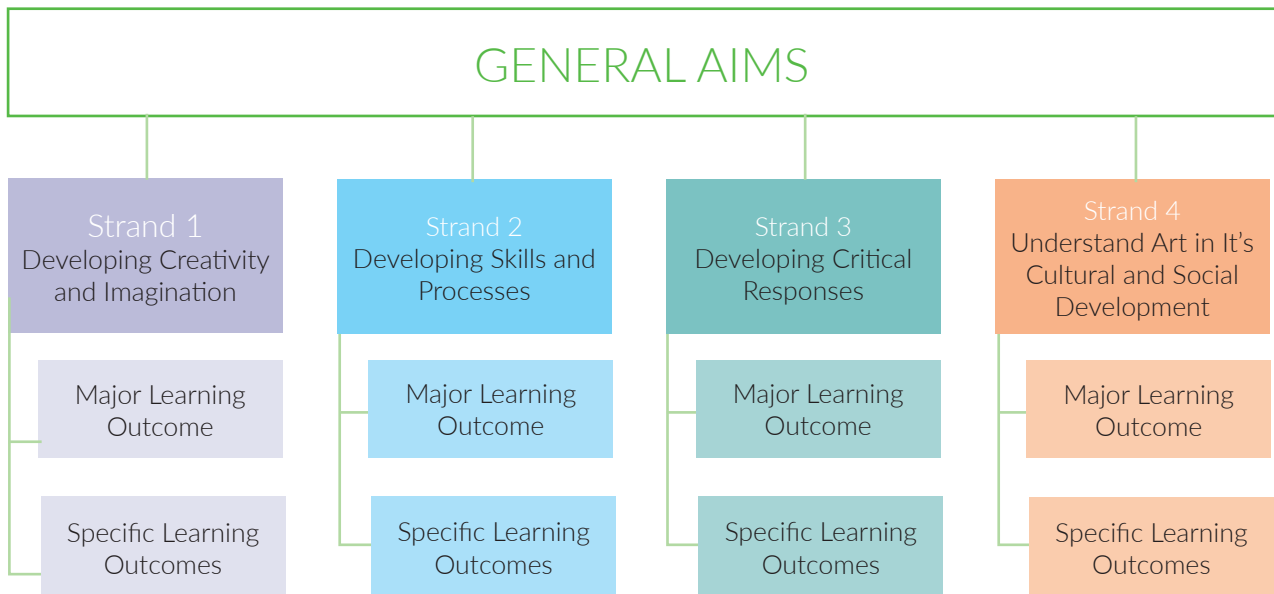 GENERAL AIMS
Strand 1
Developing Creativity
and Imagination
Major Learning
Outcome
Specific Learning
Outcomes
Strand 2
Developing Skills and
Processes
Major Learning
Outcome
Specific Learning
Outcomes
Strand 3
Developing Critical
Responses
Major Learning
Outcome
Specific Learning
Outcomes
Strand 4
Understand Art in It’s
Cultural and Social
Development
Major Learning
Outcome
Specific Learning
Outcomes